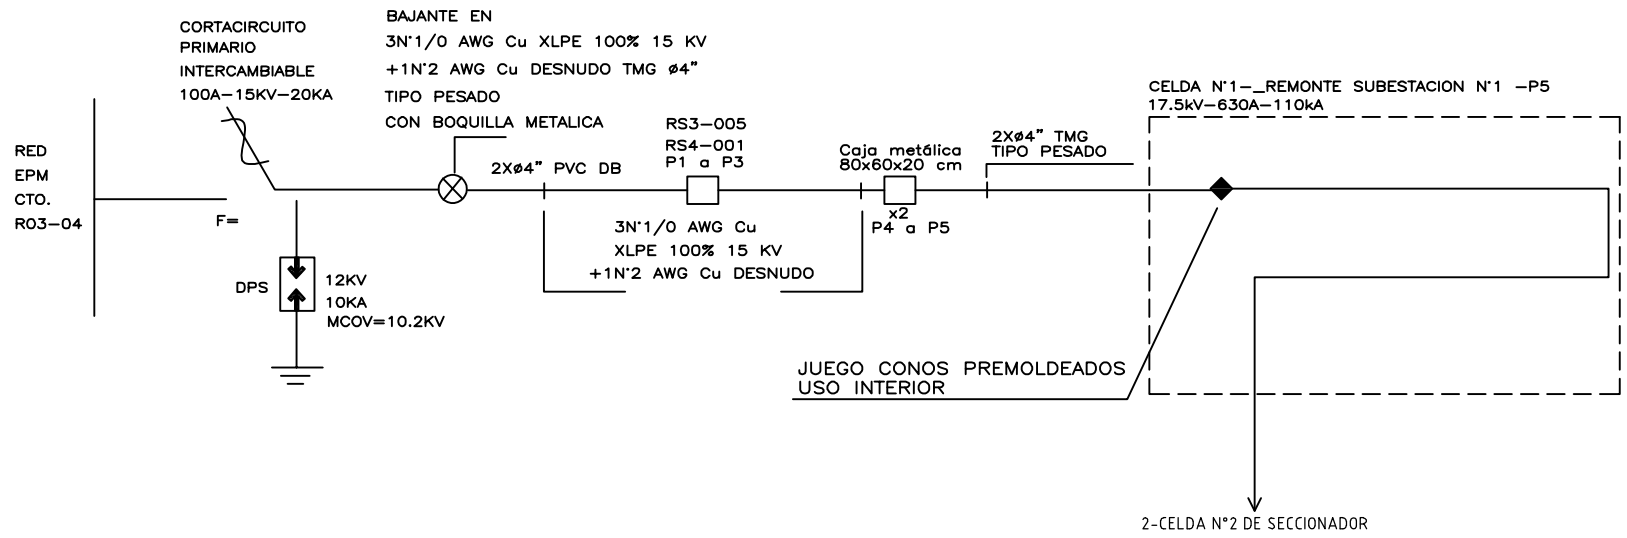 RED
EPM
CTO.
R03-04
CORTACIRCUITO
PRIMARIO
INTERCAMBIABLE
100A-15KV-20KA
F=
DPS
12KV
10KA
MCOV=10.2KV
BAJANTE EN
3N°1/0 AWG Cu XLPE 100% 15 KV
+1N°2 AWG Cu DESNUDO TMG ø4"
TIPO PESADO
CON BOQUILLA METALICA
2Xø4" PVC DB
RS3-005
RS4-001
P1 a P3
3N°1/0 AWG Cu
XLPE 100% 15 KV
+1N°2 AWG Cu DESNUDO
Caja metálica
80x60x20 cm
x2
P4 a P5
2Xø4" TMG
TIPO PESADO
CELDA N°1-_REMONTE SUBESTACION N°1 -P5
17.5kV-630A-110kA
JUEGO CONOS PREMOLDEADOS
USO INTERIOR
2-CELDA N°2 DE SECCIONADOR